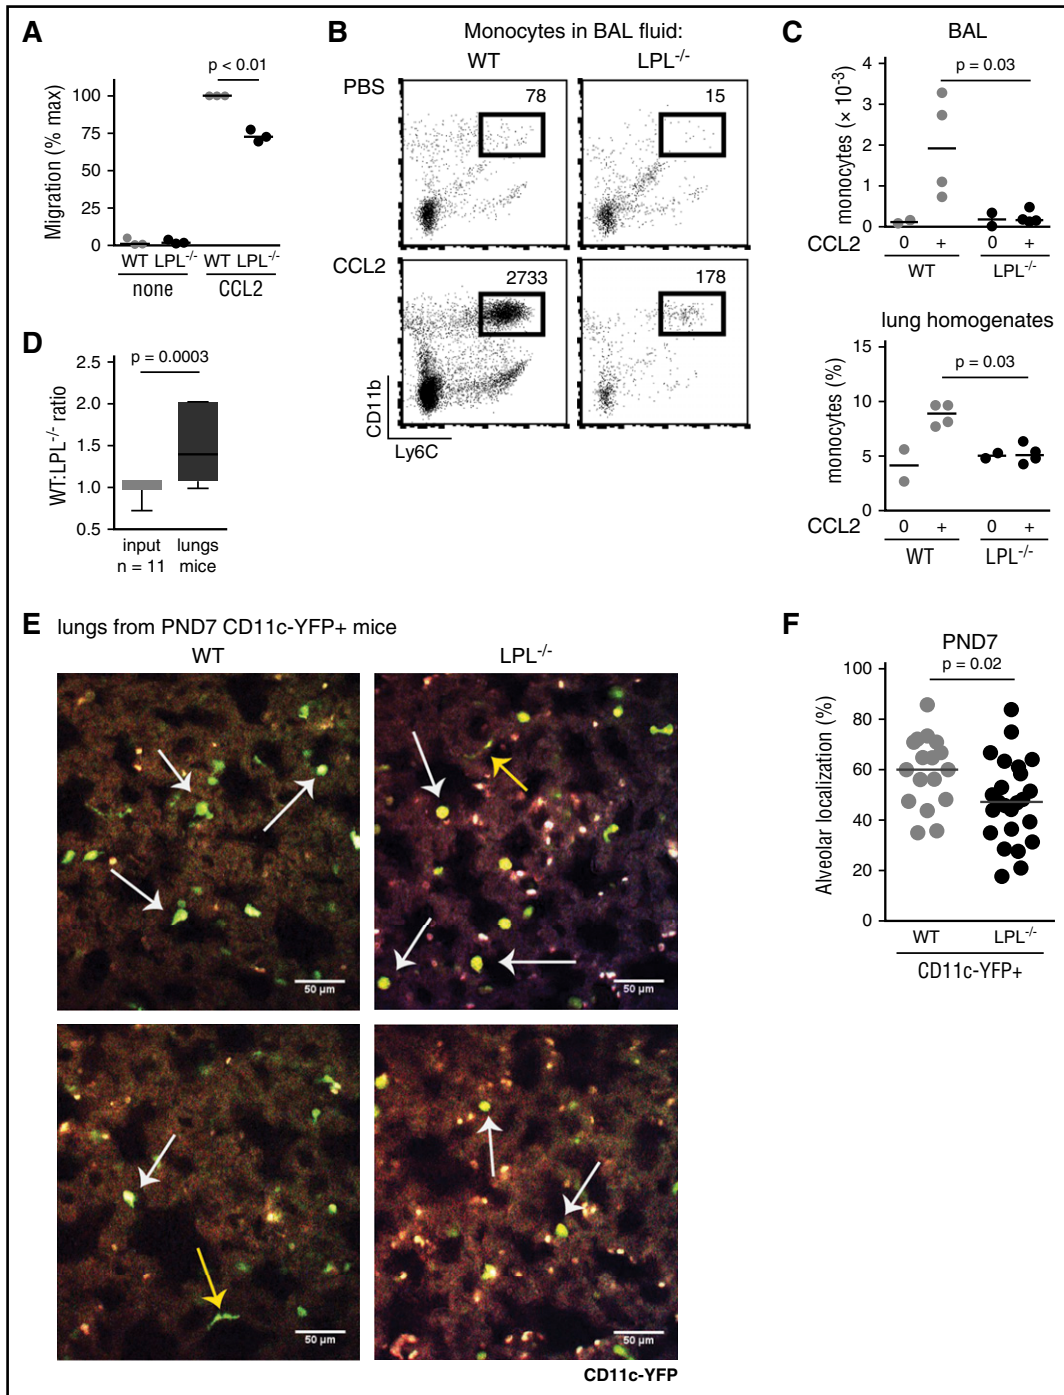 A
p < 0.01
Migration (% max)
100
75
50
25
0
WT LPL-/- WT LPL-/-
none CCL2
B
Monocytes in BAL fluid:
WT LPL-/-
PBS
78
15
CCL2
2733
178
CD11b
Ly6C
C
BAL
p = 0.03
monocytes (× 10-3)
4
3
2
1
0
CCL2 0 + 0 +
WT LPL-/-
lung homogenates
p = 0.03
monocytes (%)
15
10
5
0
CCL2 0 + 0 +
WT LPL-/-
D
p = 0.0003
WT:LPL-/- ratio
2.5
2.0
1.5
1.0
0.5
input lungs
n = 11 mice
E lungs from PND7 CD11c-YFP+ mice
WT LPL-/-
50 µm
50 µm
50 µm
50 µm
CD11c-YFP
F
PND7
p = 0.02
Alveolar localization (%)
100
80
60
40
20
0
WT LPL-/-
CD11c-YFP+